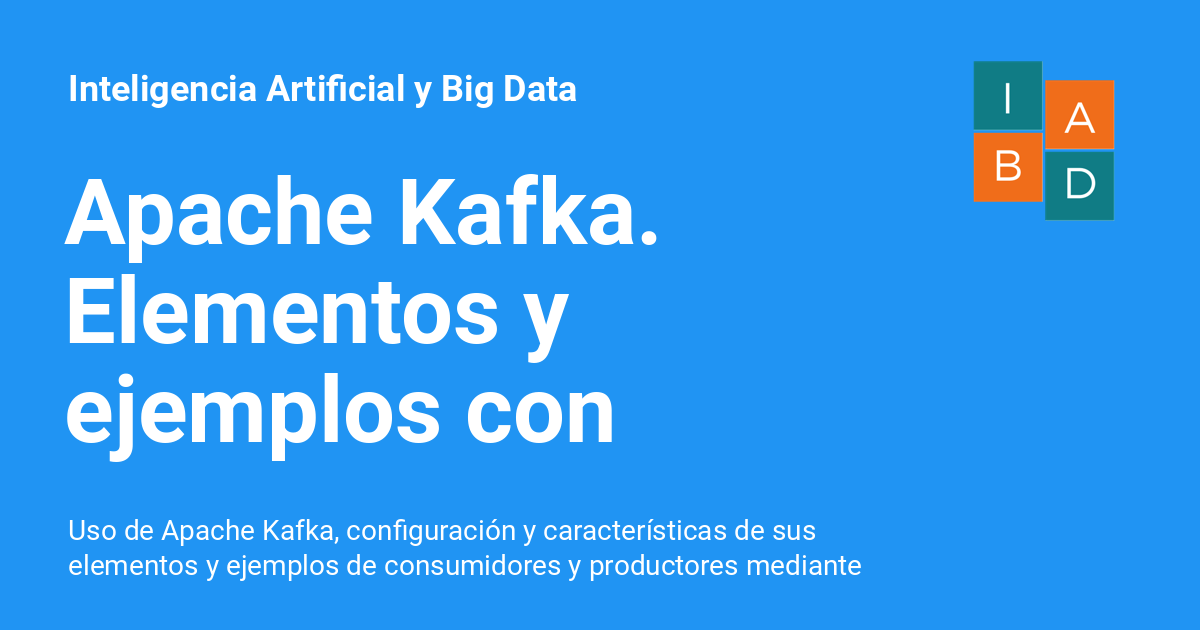 Inteligencia Artificial y Big Data
I
A
B
D
Apache Kafka.
Elementos y
ejemplos con
Uso de Apache Kafka, configuración y características de sus
elementos y ejemplos de consumidores y productores mediante